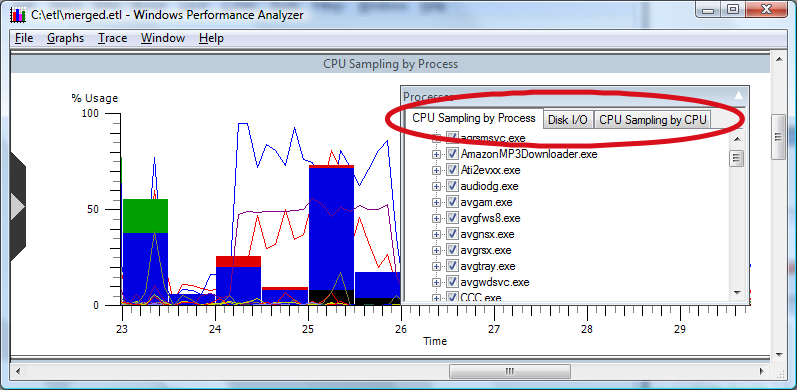 C:\etl\merged.etl - Windows Performance Analyzer
File Graphs Trace Window Help
CPU Sampling by Process
% Usage
100
50
0
23 24 25 26 27 28 29
Time
Processes
CPU Sampling by Process Disk I/O CPU Sampling by CPU
agrsmsvc.exe
AmazonMP3Downloader.exe
Ati2evxx.exe
audiodg.exe
avgam.exe
avgfws8.exe
avgnsx.exe
avgrsx.exe
avgtray.exe
avgwdsvc.exe
CCC.exe